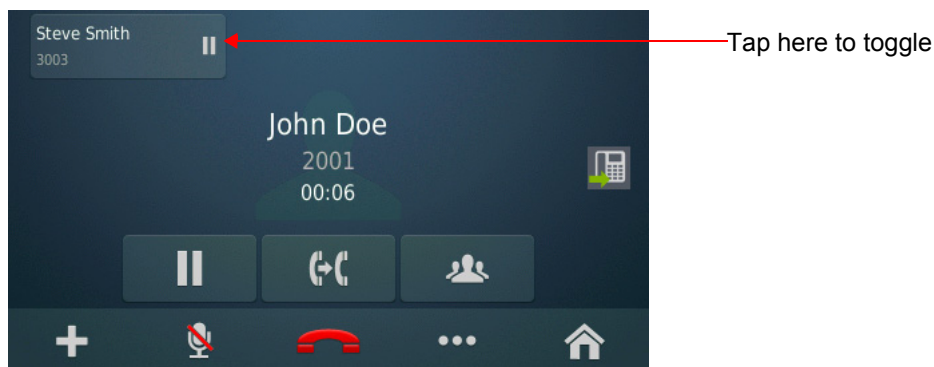 Steve Smith
3003
Tap here to toggle
John Doe
2001
00:06